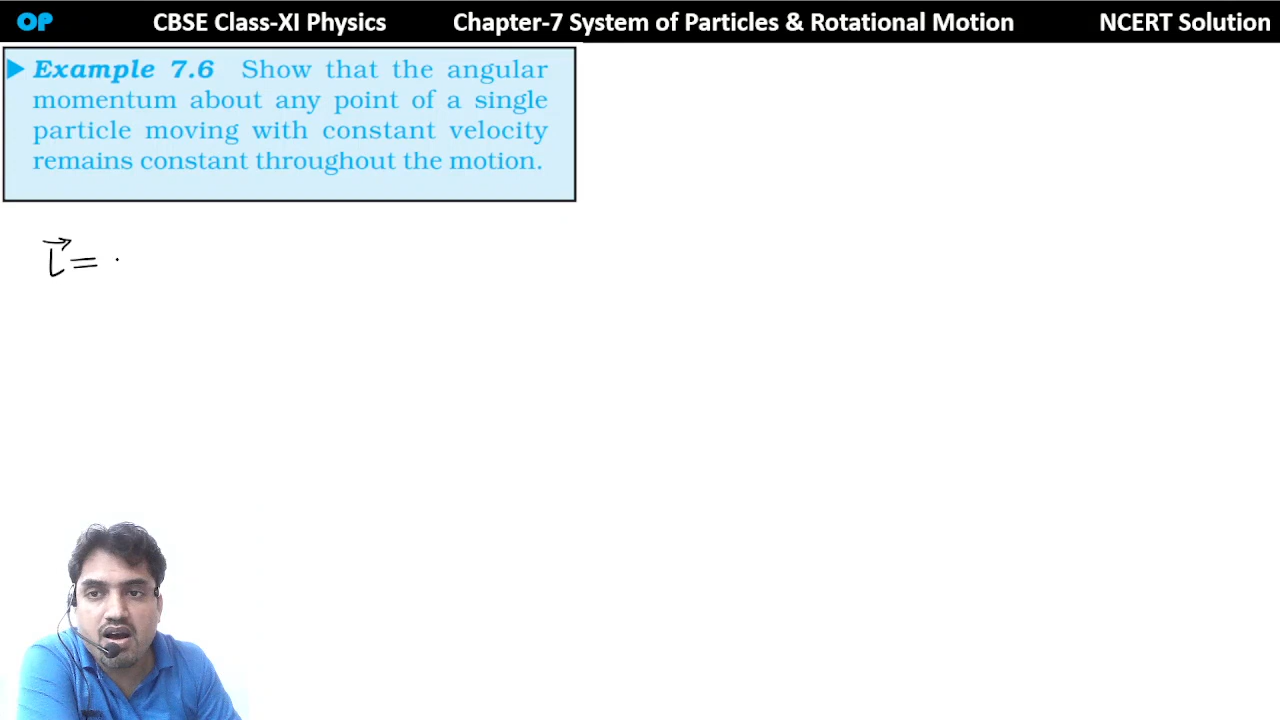 OP CBSE Class-XI Physics Chapter-7 System of Particles & Rotational Motion NCERT Solution
Example 7.6 Show that the angular
momentum about any point of a single
particle moving with constant velocity
remains constant throughout the motion.
l⃗ = .